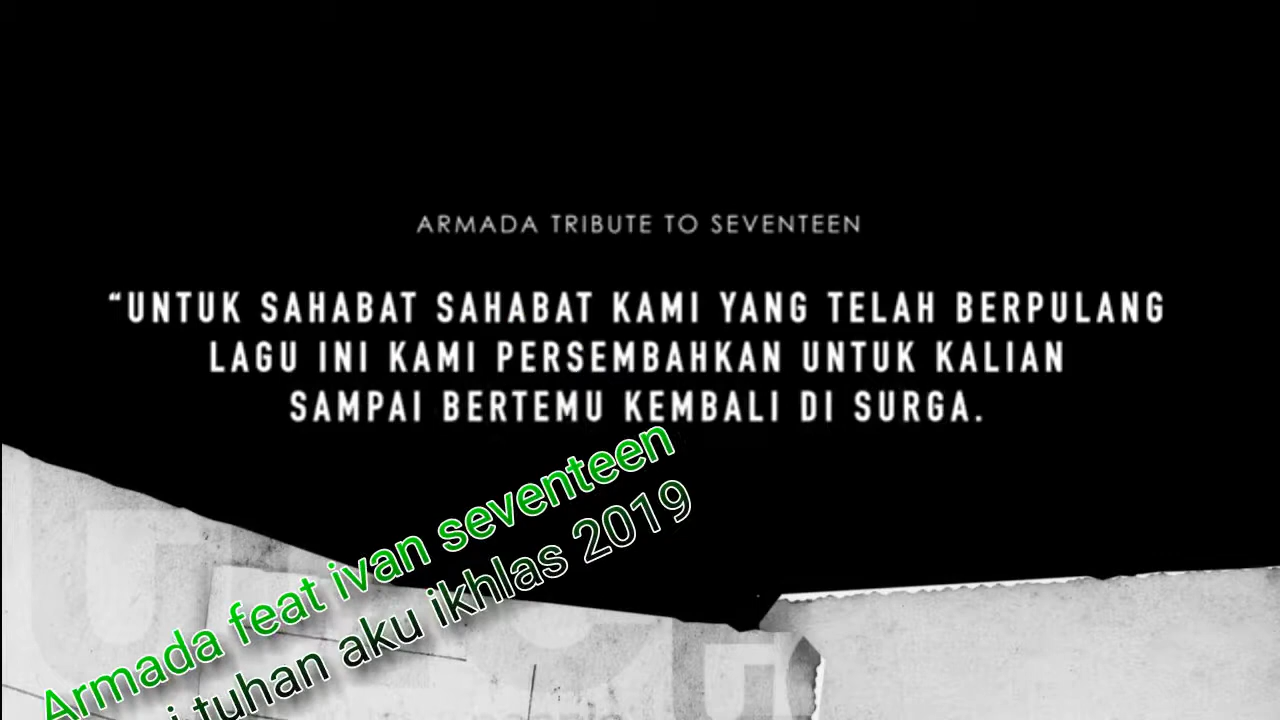 ARMADA TRIBUTE TO SEVENTEEN
“UNTUK SAHABAT SAHABAT KAMI YANG TELAH BERPULANG
LAGU INI KAMI PERSEMBAHKAN UNTUK KALIAN
SAMPAI BERTEMU KEMBALI DI SURGA.
Armada feat ivan seventeen
tuhan aku ikhlas 2019